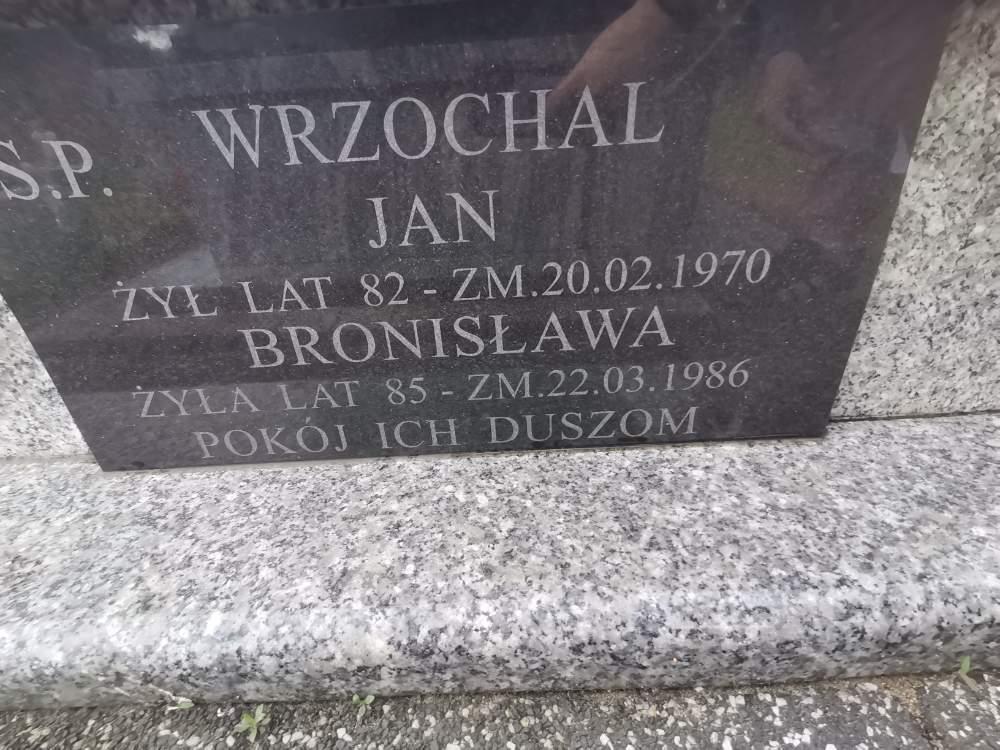 S.P. WRZOCHAL
JAN
ŻYŁ LAT 82 - ZM.20.02.1970
BRONISŁAWA
ŻYŁA LAT 85 - ZM.22.03.1986
POKÓJ ICH DUSZOM